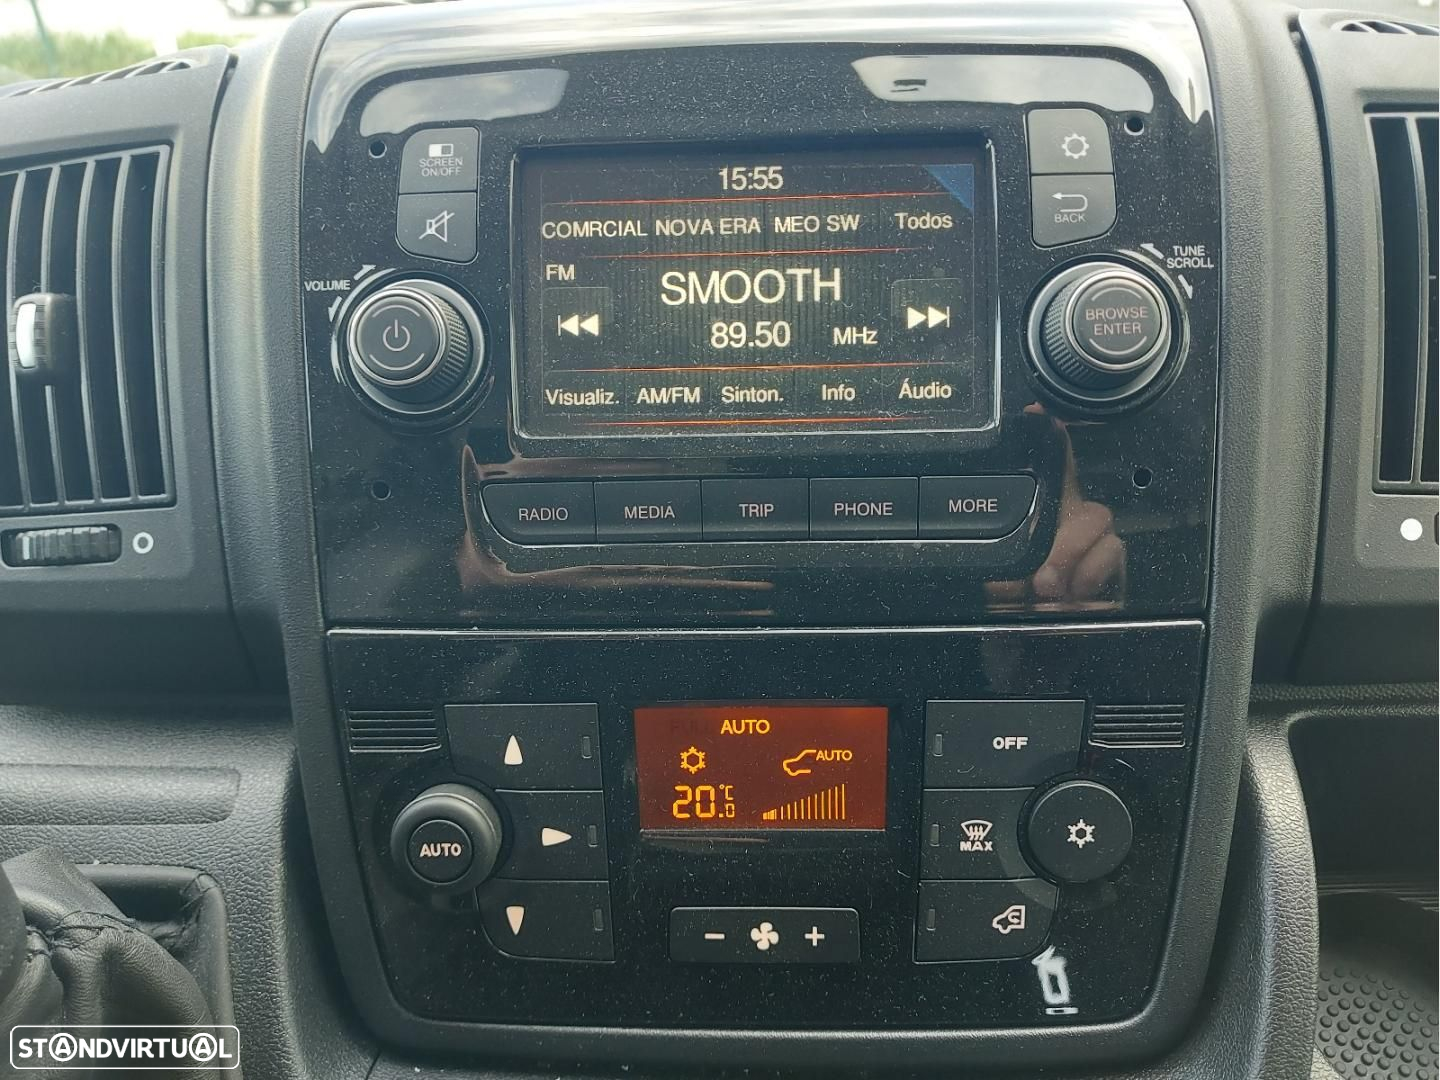 SCREEN
ON/OFF
15:55
COMRCIAL NOVA ERA MEO SW Todos
BACK
FM
TUNE
SCROLL
VOLUME
SMOOTH
BROWSE
ENTER
89.50 MHz
Visualiz. AM/FM Sinton. Info Áudio
RADIO MEDIA TRIP PHONE MORE
AUTO
OFF
AUTO
20.0 °C
AUTO
MAX
- +
STANDVIRTUAL